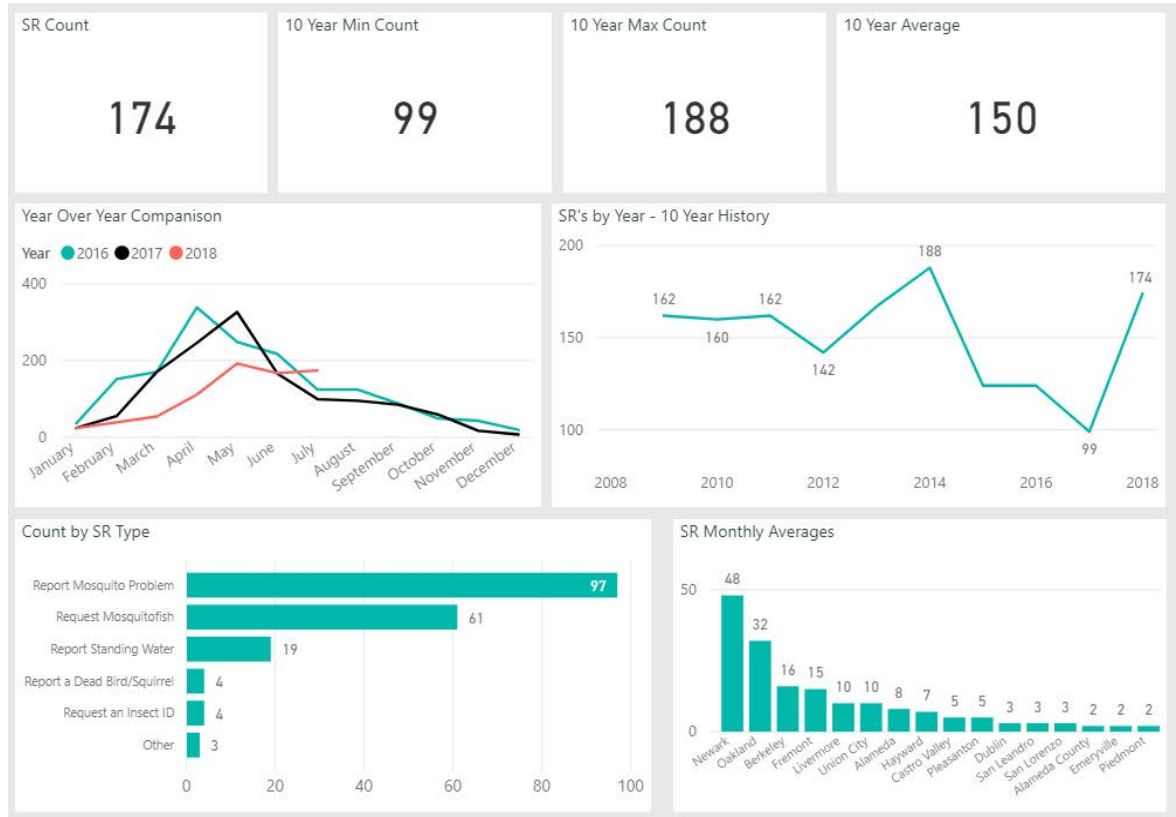 SR Count
174
10 Year Min Count
99
10 Year Max Count
188
10 Year Average
150
Year Over Year Companison
Year 2016 2017 2018
400
200
0
January
February
March
April
May
June
July
August
September
October
November
December
SR's by Year - 10 Year History
200
150
100
162
160
162
142
188
99
174
2008
2010
2012
2014
2016
2018
Count by SR Type
Report Mosquito Problem 97
Request Mosquitofish 61
Report Standing Water 19
Report a Dead Bird/Squirrel 4
Request an Insect ID 4
Other 3
0 20 40 60 80 100
SR Monthly Averages
50
0
48
32
16
15
10
10
8
7
5
5
3
3
3
2
2
2
Newark
Oakland
Berkeley
Fremont
Livermore
Union City
Alameda
Hayward
Castro Valley
Pleasanton
Dublin
San Leandro
San Lorenzo
Alameda County
Emeryville
Piedmont